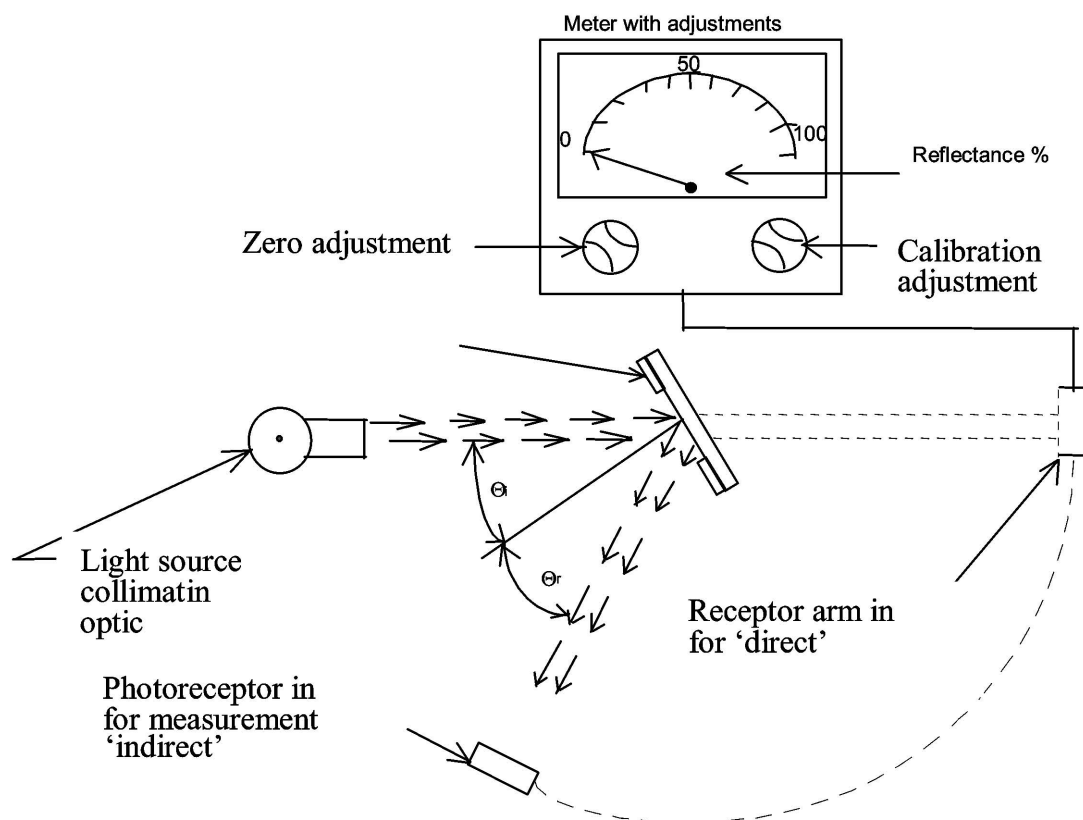 Meter with adjustments
50
0
100
Reflectance %
Zero adjustment
Calibration
adjustment
Θi
Θr
Light source
collimatin
optic
Receptor arm in
for ‘direct’
Photoreceptor in
for measurement
‘indirect’